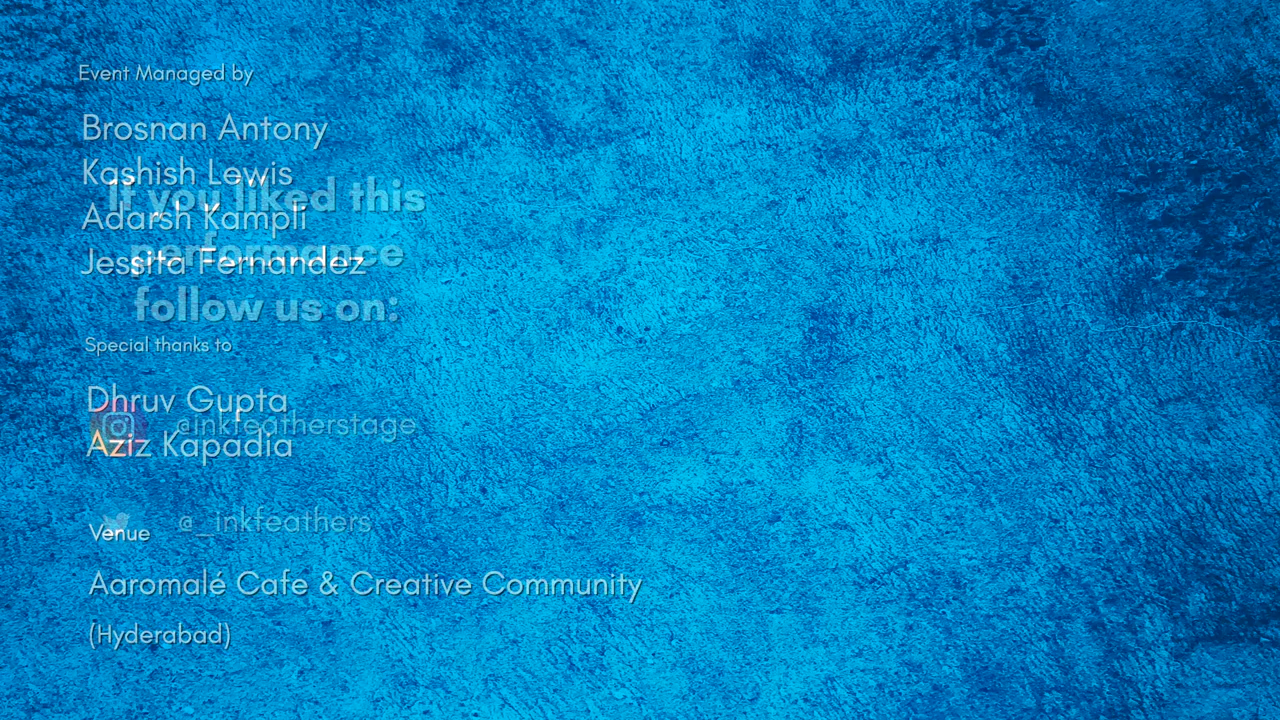 Event Managed by
Brosnan Antony
Kashish Lewis
If you liked this
Adarsh Kampli
performance
Jessita Fernandez
follow us on:
Special thanks to
Dhruv Gupta
@inkfeatherstage
Aziz Kapadia
@_inkfeathers
Venue
Aaromalé Cafe & Creative Community
(Hyderabad)